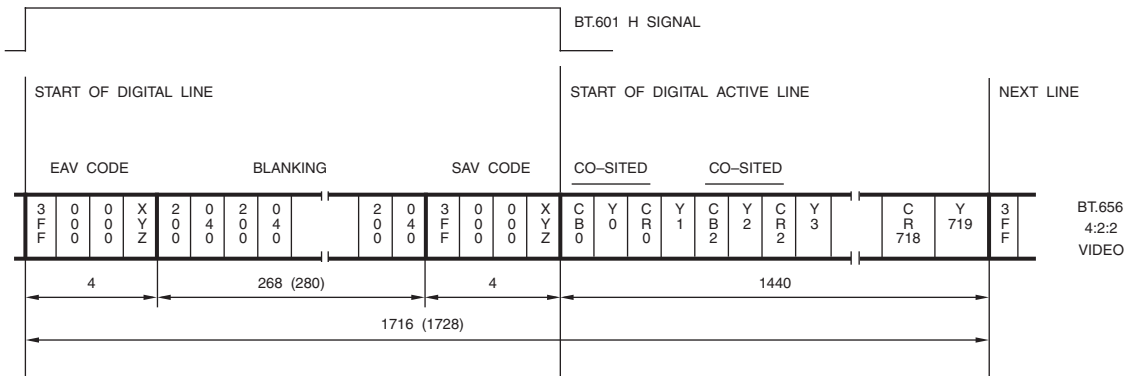 BT.601 H SIGNAL
START OF DIGITAL LINE
START OF DIGITAL ACTIVE LINE
NEXT LINE
EAV CODE
BLANKING
SAV CODE
CO–SITED
CO–SITED
3FF 000 000 XYZ 200 040 200 040 200 040 3FF 000 000 XYZ CB0 Y0 CR0 Y1 CB2 Y2 CR2 Y3 CR718 Y719 3FF
BT.656
4:2:2
VIDEO
4
268 (280)
4
1440
1716 (1728)